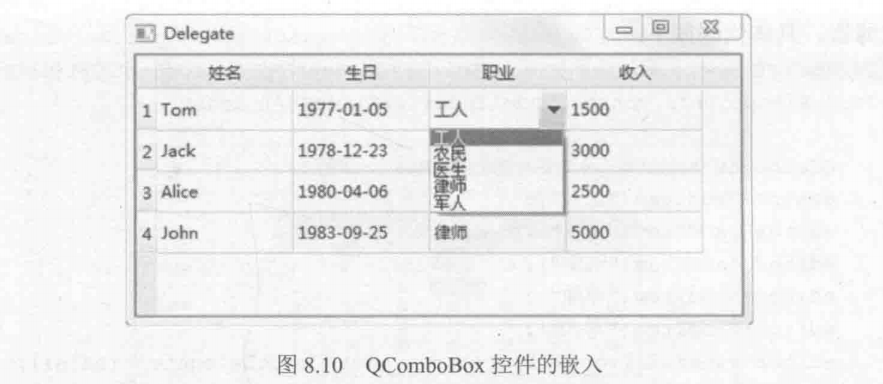 Delegate
姓名 生日 职业 收入
1 Tom 1977-01-05 工人 1500
工人
2 Jack 1978-12-23 3000
农民
医生
3 Alice 1980-04-06 2500
律师
军人
4 John 1983-09-25 律师 5000
图 8.10 QComboBox 控件的嵌入